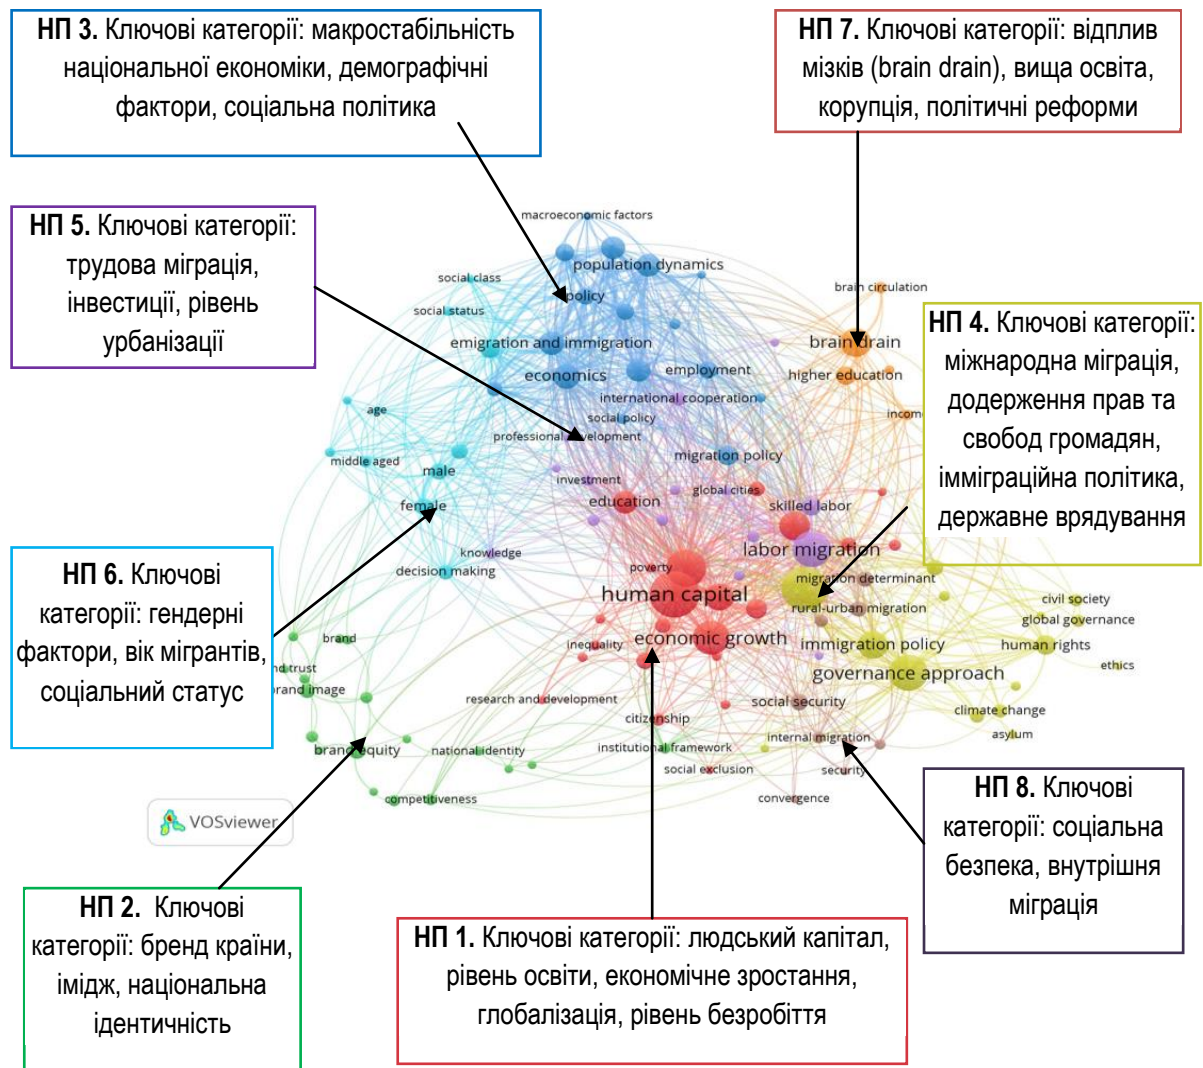 НП 3. Ключові категорії: макростабільність
національної економіки, демографічні
фактори, соціальна політика
НП 7. Ключові категорії: відплив
мізків (brain drain), вища освіта,
корупція, політичні реформи
НП 5. Ключові категорії:
трудова міграція,
інвестиції, рівень
урбанізації
НП 4. Ключові категорії:
міжнародна міграція,
додерження прав та
свобод громадян,
імміграційна політика,
державне врядування
НП 6. Ключові
категорії: гендерні
фактори, вік мігрантів,
соціальний статус
НП 8. Ключові
категорії: соціальна
безпека, внутрішня
міграція
НП 2. Ключові
категорії: бренд країни,
імідж, національна
ідентичність
НП 1. Ключові категорії: людський капітал,
рівень освіти, економічне зростання,
глобалізація, рівень безробіття
macroeconomic factors
population dynamics
social class
policy
social status
emigration and immigration
economics
employment
international cooperation
social policy
professional development
migration policy
brain circulation
brain drain
higher education
income
age
middle aged
male
female
investment
education
global cities
skilled labor
knowledge
decision making
labor migration
poverty
migration determinant
human capital
rural-urban migration
civil society
global governance
economic growth
immigration policy
human rights
inequality
governance approach
ethics
brand
nd trust
brand image
research and development
social security
climate change
citizenship
asylum
brand equity
national identity
institutional framework
internal migration
social exclusion
security
competitiveness
convergence
VOSviewer